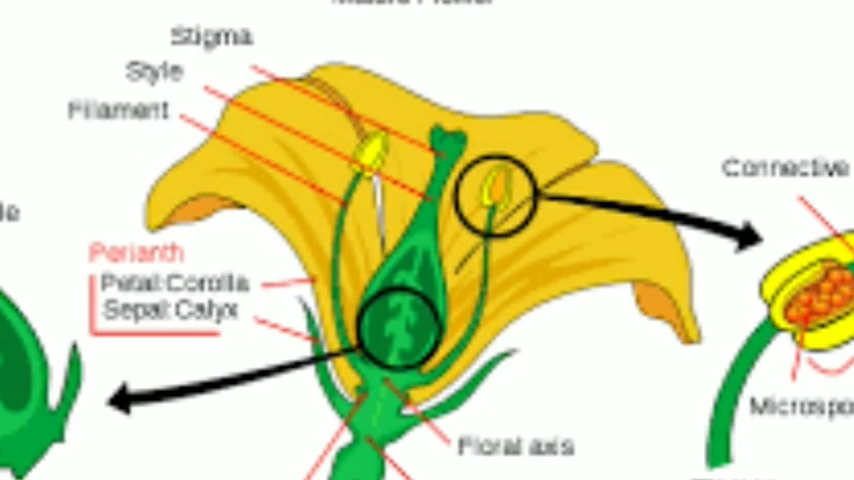 Stigma
Style
Filament
Connective
Perianth
Petal:Corolla
Sepal:Calyx
Microspo
Floral axis